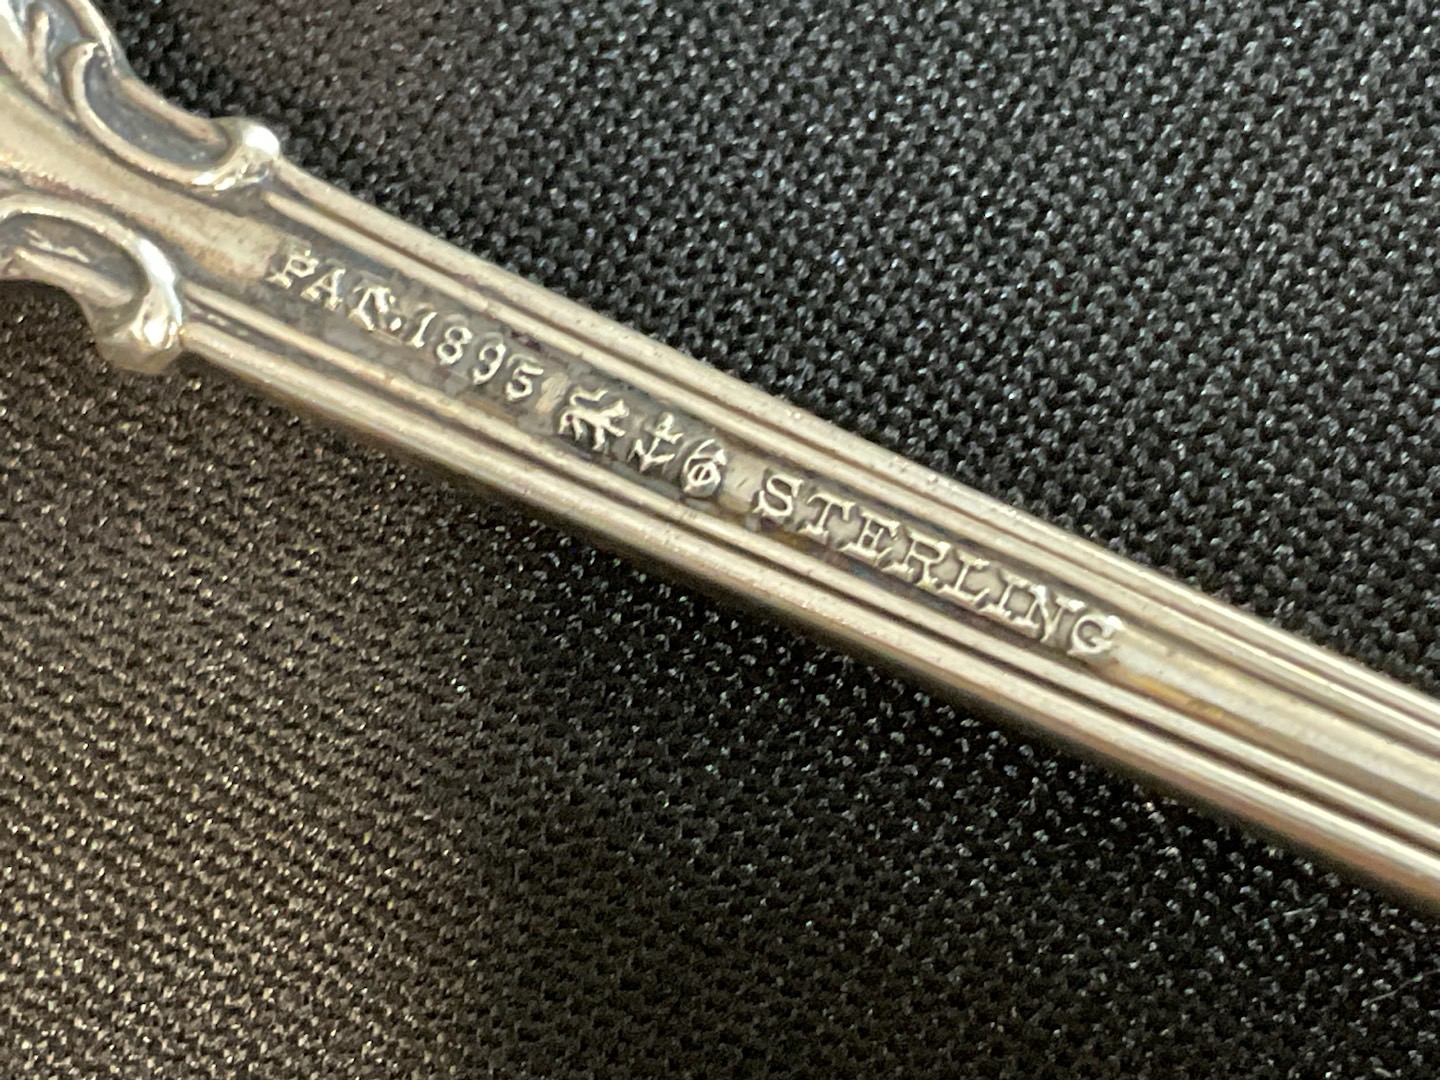 PAT. 1895 STERLING